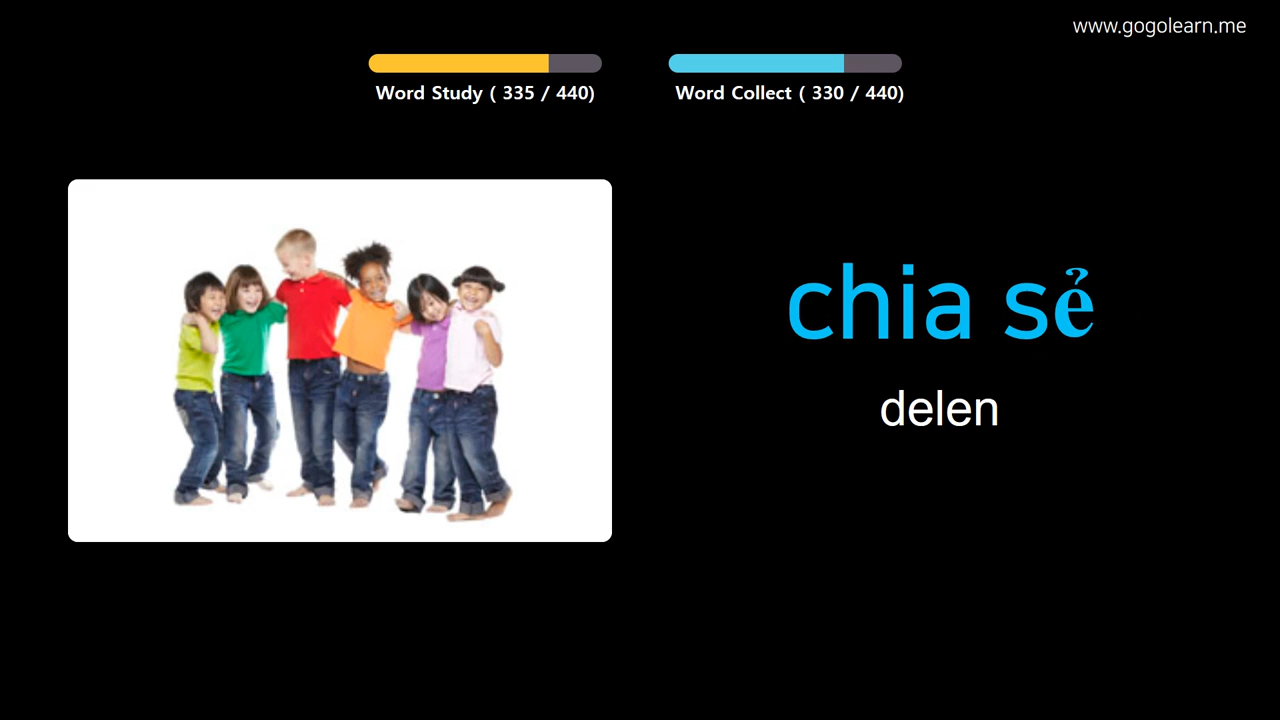 www.gogolearn.me
Word Study ( 335 / 440)
Word Collect ( 330 / 440)
chia sẻ
delen